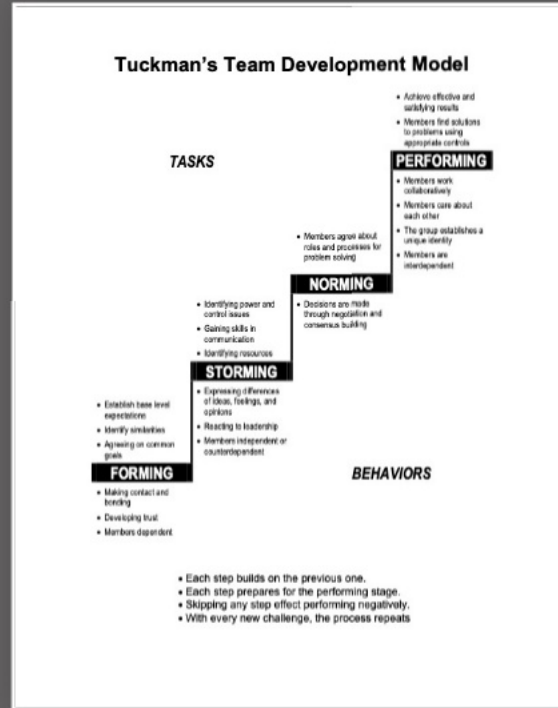 Tuckman's Team Development Model
• Achieve effective and
satisfying results
• Members find solutions
to problems using
appropriate controls
TASKS
PERFORMING
• Members work
collaboratively
• Members care about
each other
• The group establishes a
unique identity
• Members are
interdependent
• Members agree about
roles and processes for
problem solving
NORMING
• Decisions are made
through negotiation and
consensus building
• Identifying power and
control issues
• Gaining skills in
communication
• Identifying resources
STORMING
• Expressing differences
of ideas, feelings, and
opinions
• Reacting to leadership
• Members independent or
counterdependent
• Establish base level
expectations
• Identify similarities
• Agreeing on common
goals
FORMING
• Making contact and
bonding
• Developing trust
• Members dependent
BEHAVIORS
• Each step builds on the previous one.
• Each step prepares for the performing stage.
• Skipping any step effect performing negatively.
• With every new challenge, the process repeats